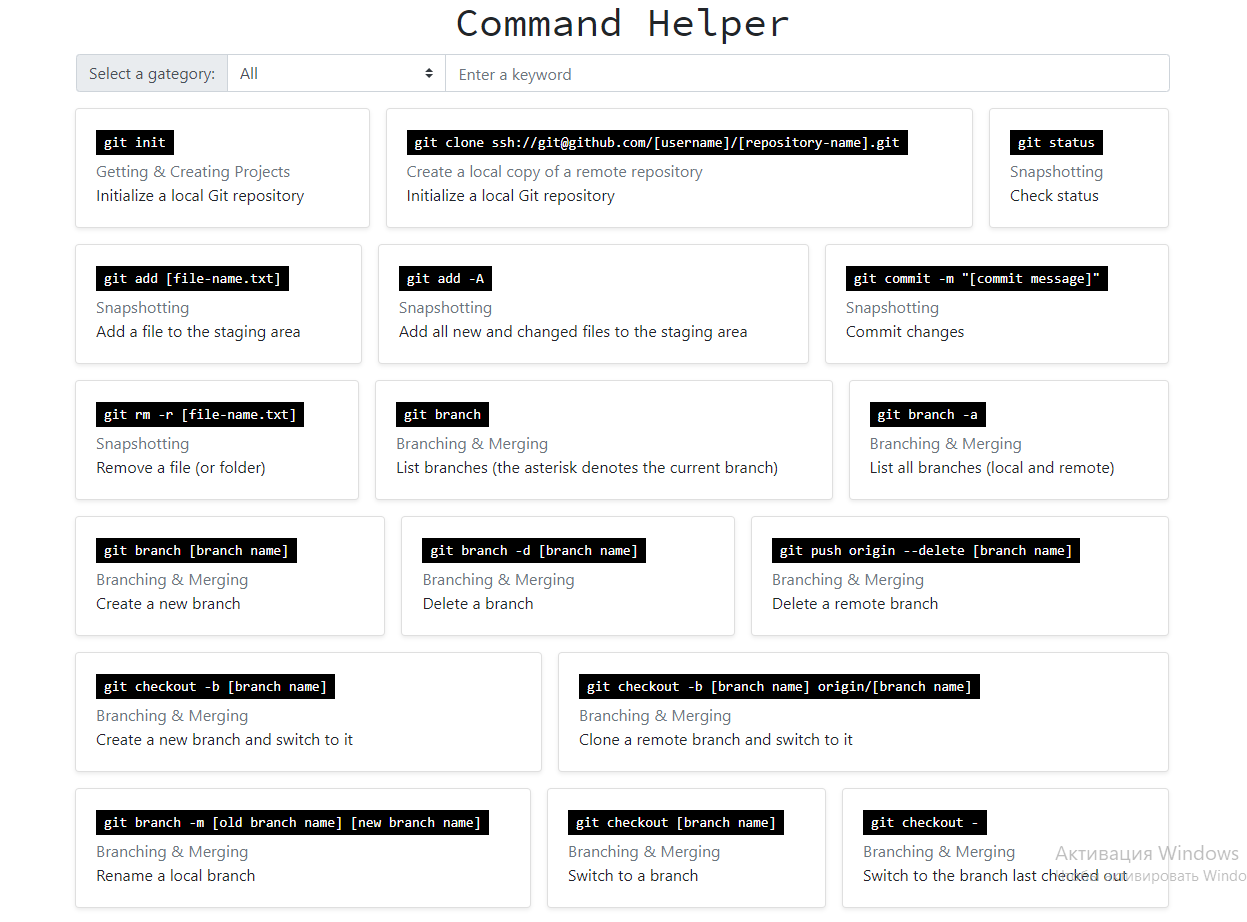 Command Helper
Select a gategory: All Enter a keyword
git init
Getting & Creating Projects
Initialize a local Git repository
git clone ssh://git@github.com/[username]/[repository-name].git
Create a local copy of a remote repository
Initialize a local Git repository
git status
Snapshotting
Check status
git add [file-name.txt]
Snapshotting
Add a file to the staging area
git add -A
Snapshotting
Add all new and changed files to the staging area
git commit -m "[commit message]"
Snapshotting
Commit changes
git rm -r [file-name.txt]
Snapshotting
Remove a file (or folder)
git branch
Branching & Merging
List branches (the asterisk denotes the current branch)
git branch -a
Branching & Merging
List all branches (local and remote)
git branch [branch name]
Branching & Merging
Create a new branch
git branch -d [branch name]
Branching & Merging
Delete a branch
git push origin --delete [branch name]
Branching & Merging
Delete a remote branch
git checkout -b [branch name]
Branching & Merging
Create a new branch and switch to it
git checkout -b [branch name] origin/[branch name]
Branching & Merging
Clone a remote branch and switch to it
git branch -m [old branch name] [new branch name]
Branching & Merging
Rename a local branch
git checkout [branch name]
Branching & Merging
Switch to a branch
git checkout -
Branching & Merging
Switch to the branch last checked out
Активация Windows
Чтобы активировать Windo